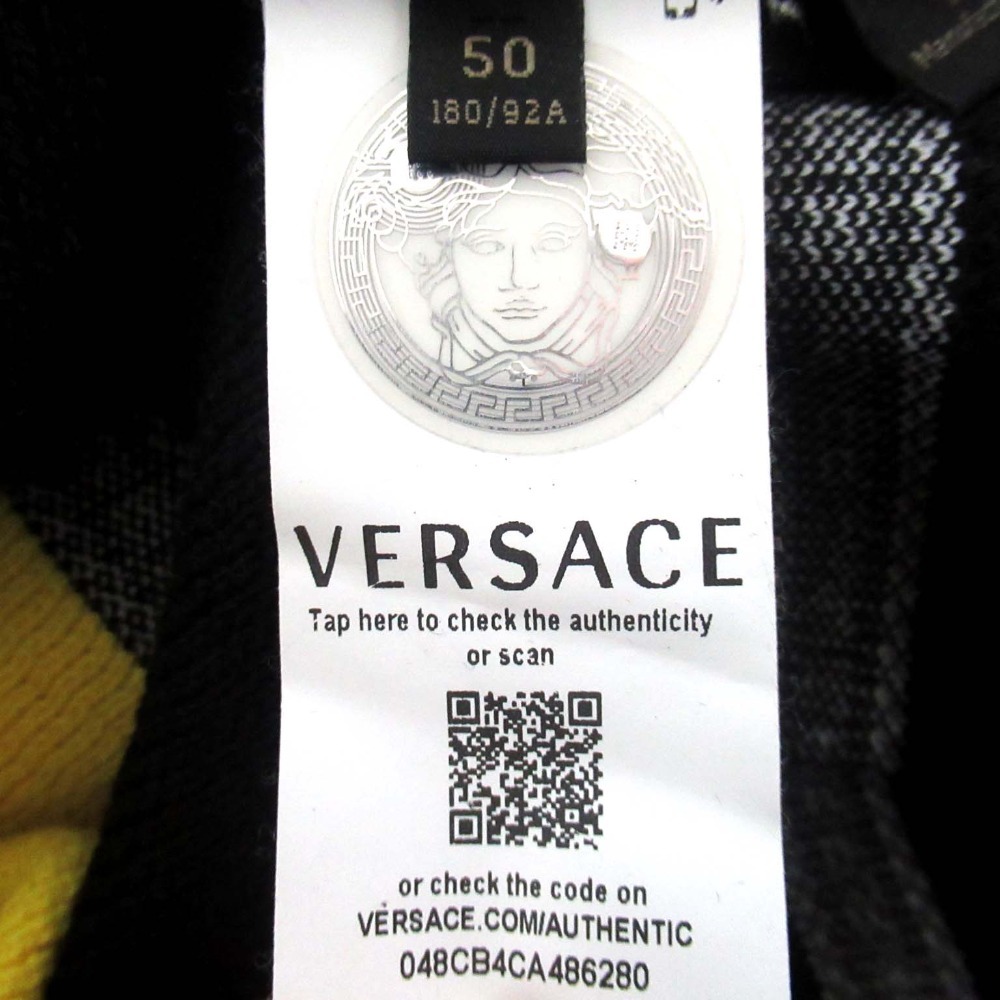 50
180/92A
VERSACE
Tap here to check the authenticity
or scan
or check the code on
VERSACE.COM/AUTHENTIC
048CB4CA486280